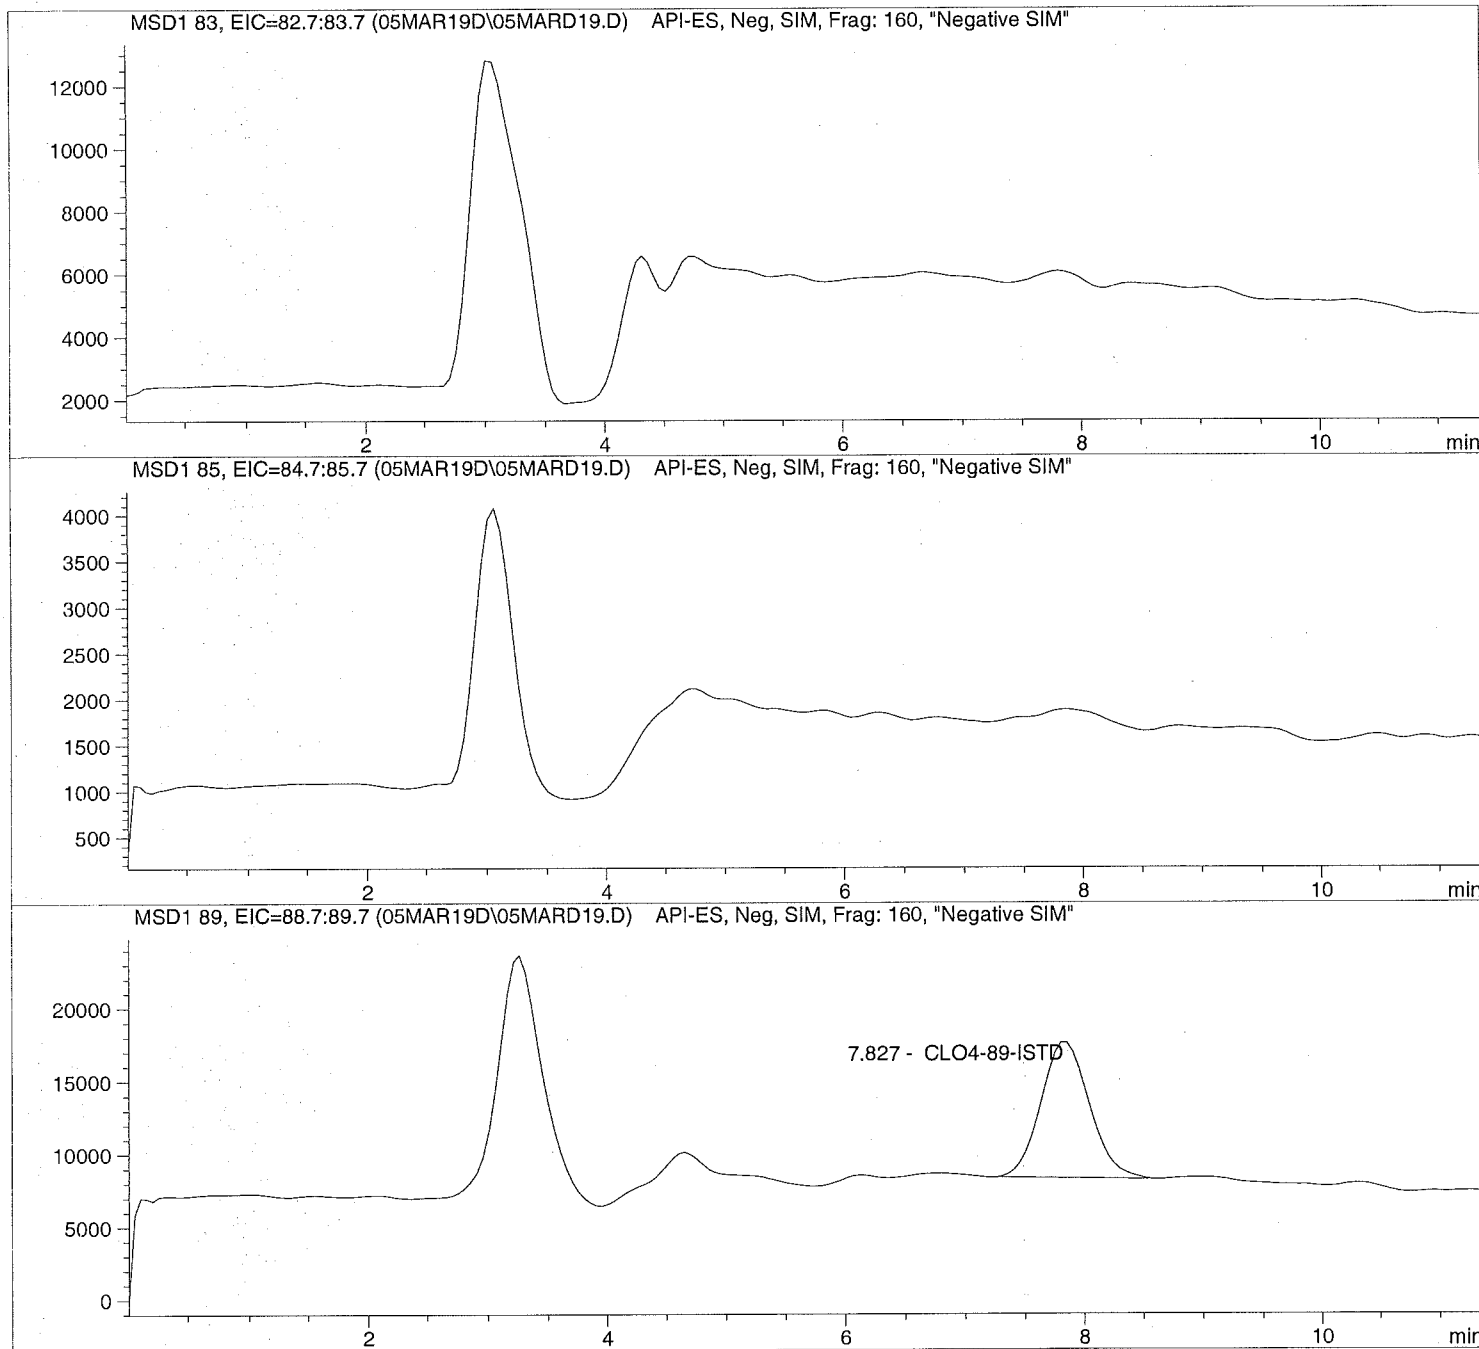 MSD1 83, EIC=82.7:83.7 (05MAR19D\05MARD19.D) API-ES, Neg, SIM, Frag: 160, "Negative SIM"
12000
10000
8000
6000
4000
2000
2 4 6 8 10 min
MSD1 85, EIC=84.7:85.7 (05MAR19D\05MARD19.D) API-ES, Neg, SIM, Frag: 160, "Negative SIM"
4000
3500
3000
2500
2000
1500
1000
500
2 4 6 8 10 min
MSD1 89, EIC=88.7:89.7 (05MAR19D\05MARD19.D) API-ES, Neg, SIM, Frag: 160, "Negative SIM"
20000
7.827 - CLO4-89-ISTD
15000
10000
5000
0
2 4 6 8 10 min